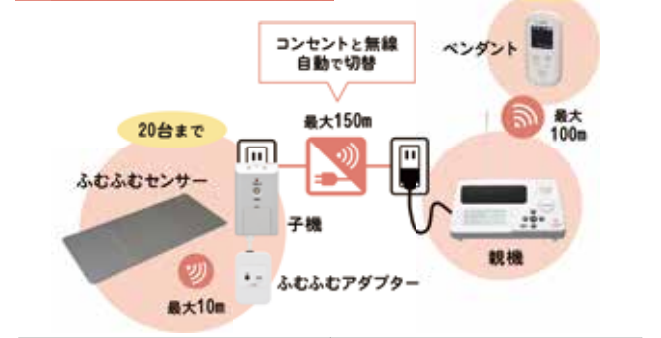 コンセントと無線
自動で切替
ペンダント
20台まで
最大150m
最大
100m
ふむふむセンサー
子機
親機
ふむふむアダプター
最大10m